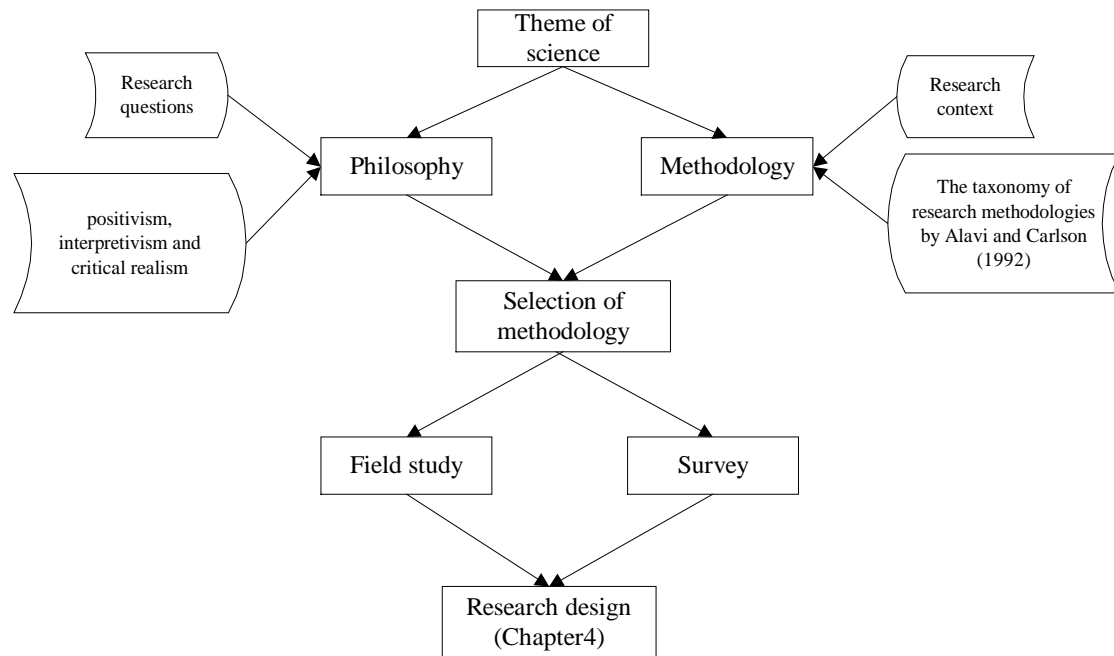 Theme of
science
Research
questions
Research
context
Philosophy
Methodology
positivism,
interpretivism and
critical realism
The taxonomy of
research methodologies
by Alavi and Carlson
(1992)
Selection of
methodology
Field study
Survey
Research design
(Chapter4)